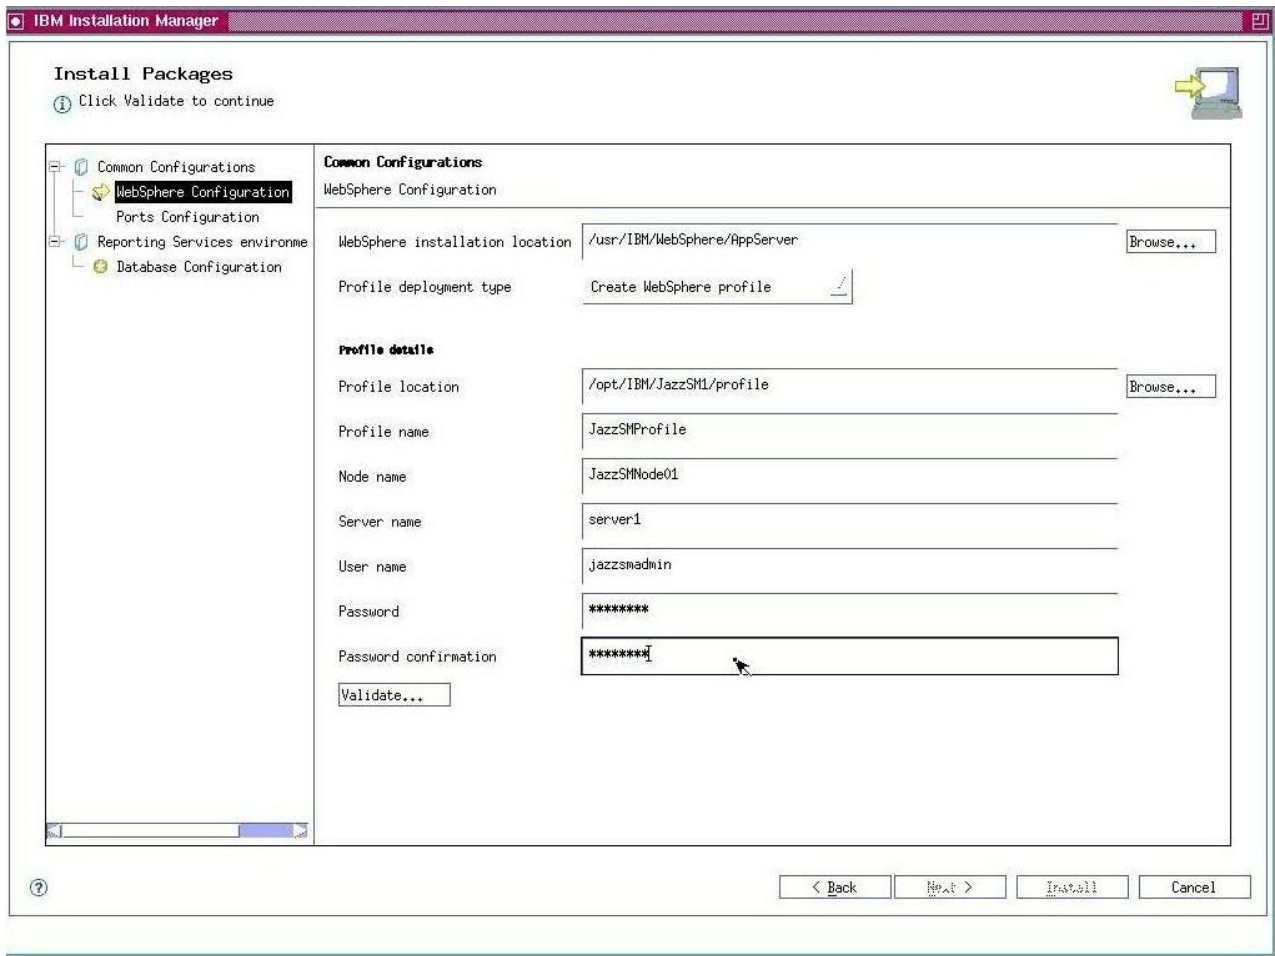 IBM Installation Manager
Install Packages
Click Validate to continue
Common Configurations
WebSphere Configuration
Ports Configuration
Reporting Services environme
Database Configuration
Common Configurations
WebSphere Configuration
WebSphere installation location /usr/IBM/WebSphere/AppServer Browse...
Profile deployment type Create WebSphere profile
Profile details
Profile location /opt/IBM/JazzSM1/profile Browse...
Profile name JazzSMProfile
Node name JazzSMNode01
Server name server1
User name jazzsmadmin
Password ********
Password confirmation ********
Validate...
< Back Next > Install Cancel